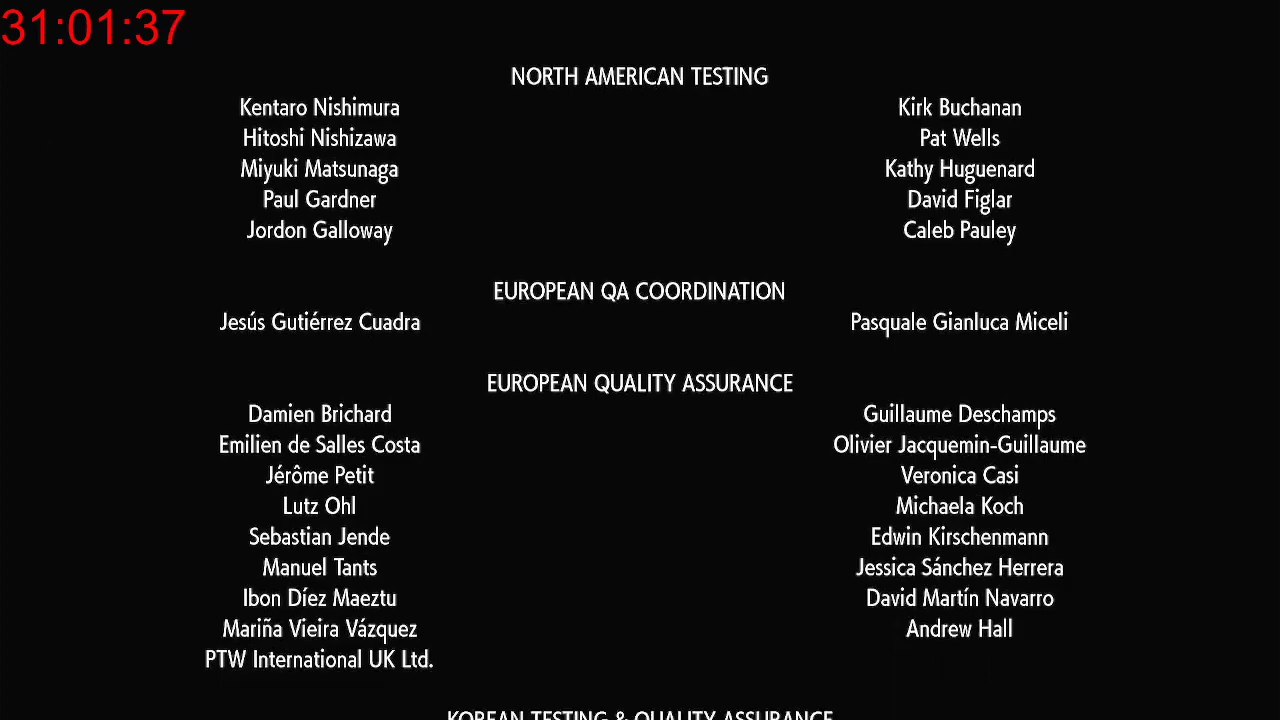 31:01:37
NORTH AMERICAN TESTING
Kentaro Nishimura Kirk Buchanan
Hitoshi Nishizawa Pat Wells
Miyuki Matsunaga Kathy Huguenard
Paul Gardner David Figlar
Jordon Galloway Caleb Pauley
EUROPEAN QA COORDINATION
Jesús Gutiérrez Cuadra Pasquale Gianluca Miceli
EUROPEAN QUALITY ASSURANCE
Damien Brichard Guillaume Deschamps
Emilien de Salles Costa Olivier Jacquemin-Guillaume
Jérôme Petit Veronica Casi
Lutz Ohl Michaela Koch
Sebastian Jende Edwin Kirschenmann
Manuel Tants Jessica Sánchez Herrera
Ibon Díez Maeztu David Martín Navarro
Mariña Vieira Vázquez Andrew Hall
PTW International UK Ltd.
KOREAN TESTING & QUALITY ASSURANCE